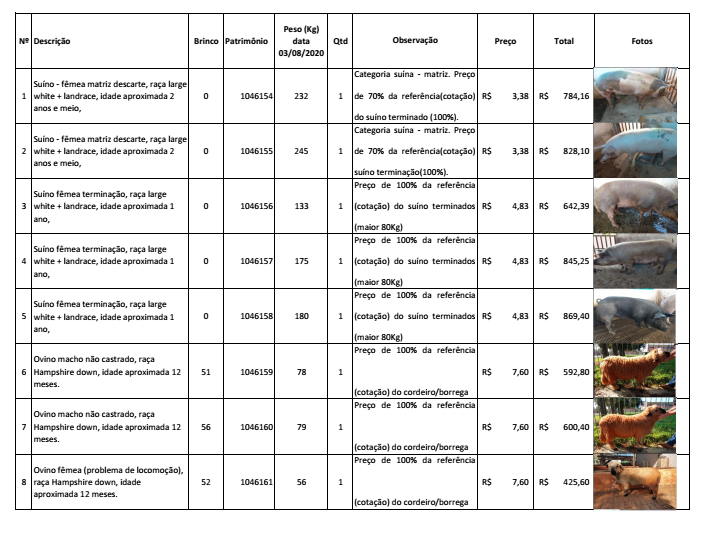 Nº Descrição Brinco Patrimônio Peso (Kg) data 03/08/2020 Qtd Observação Preço Total Fotos
1 Suíno - fêmea matriz descarte, raça large
white + landrace, idade aproximada 2
anos e meio,
0 1046154 232 1
Categoria suína - matriz. Preço
de 70% da referência(cotação)
do suíno terminado (100%).
R$ 3,38 R$ 784,16
2 Suíno - fêmea matriz descarte, raça large
white + landrace, idade aproximada 2
anos e meio,
0 1046155 245 1
Categoria suína - matriz. Preço
de 70% da referência(cotação)
suíno terminação(100%).
R$ 3,38 R$ 828,10
3 Suíno fêmea terminação, raça large
white + landrace, idade aproximada 1
ano,
0 1046156 133 1
Preço de 100% da referência
(cotação) do suíno terminados
(maior 80Kg)
R$ 4,83 R$ 642,39
4 Suíno fêmea terminação, raça large
white + landrace, idade aproximada 1
ano,
0 1046157 175 1
Preço de 100% da referência
(cotação) do suíno terminados
(maior 80Kg)
R$ 4,83 R$ 845,25
5 Suíno fêmea terminação, raça large
white + landrace, idade aproximada 1
ano,
0 1046158 180 1
Preço de 100% da referência
(cotação) do suíno terminados
(maior 80Kg)
R$ 4,83 R$ 869,40
6 Ovino macho não castrado, raça
Hampshire down, idade aproximada 12
meses.
51 1046159 78 1
Preço de 100% da referência
(cotação) do cordeiro/borrega
R$ 7,60 R$ 592,80
7 Ovino macho não castrado, raça
Hampshire down, idade aproximada 12
meses.
56 1046160 79 1
Preço de 100% da referência
(cotação) do cordeiro/borrega
R$ 7,60 R$ 600,40
8 Ovino fêmea (problema de locomoção),
raça Hampshire down, idade
aproximada 12 meses.
52 1046161 56 1
Preço de 100% da referência
(cotação) do cordeiro/borrega
R$ 7,60 R$ 425,60